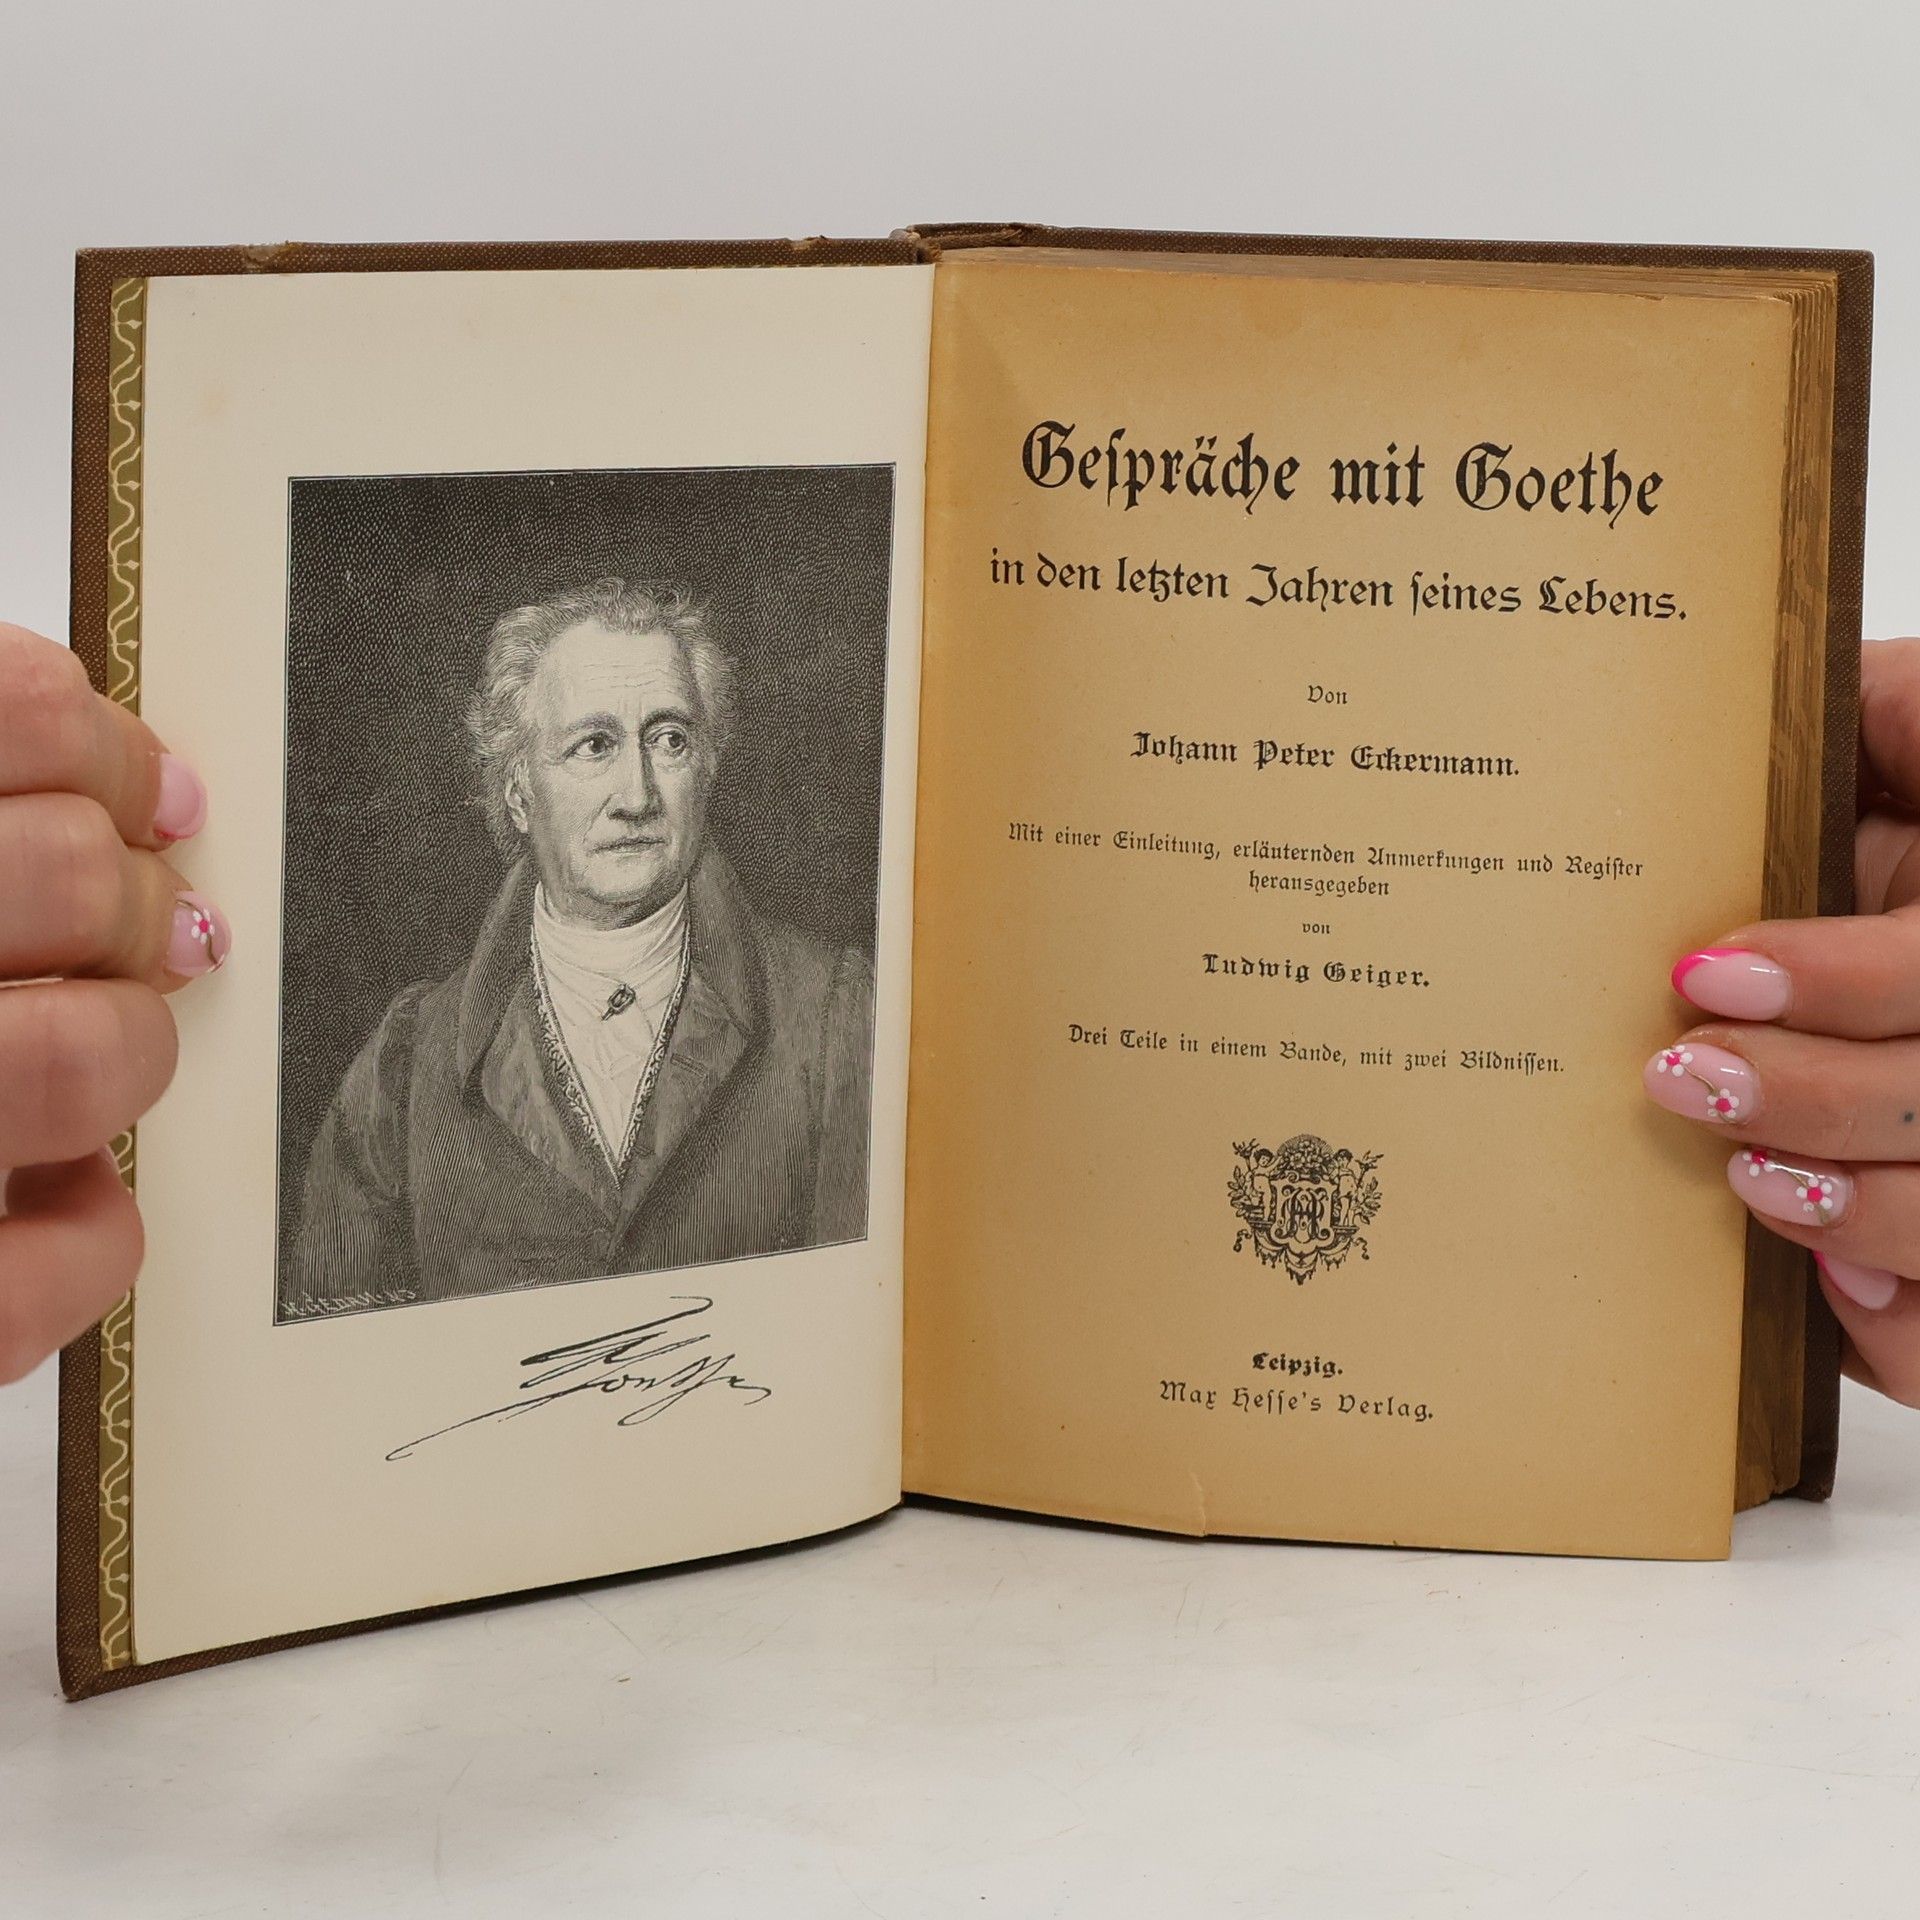 Goethe
Gespräche mit Goethe
in den letzten Jahren seines Lebens.
Von
Johann Peter Eckermann.
Mit einer Einleitung, erläuternden Anmerkungen und Register
herausgegeben
von
Ludwig Geiger.
Drei Teile in einem Bande, mit zwei Bildnissen.
Leipzig.
Max Hesse's Verlag.